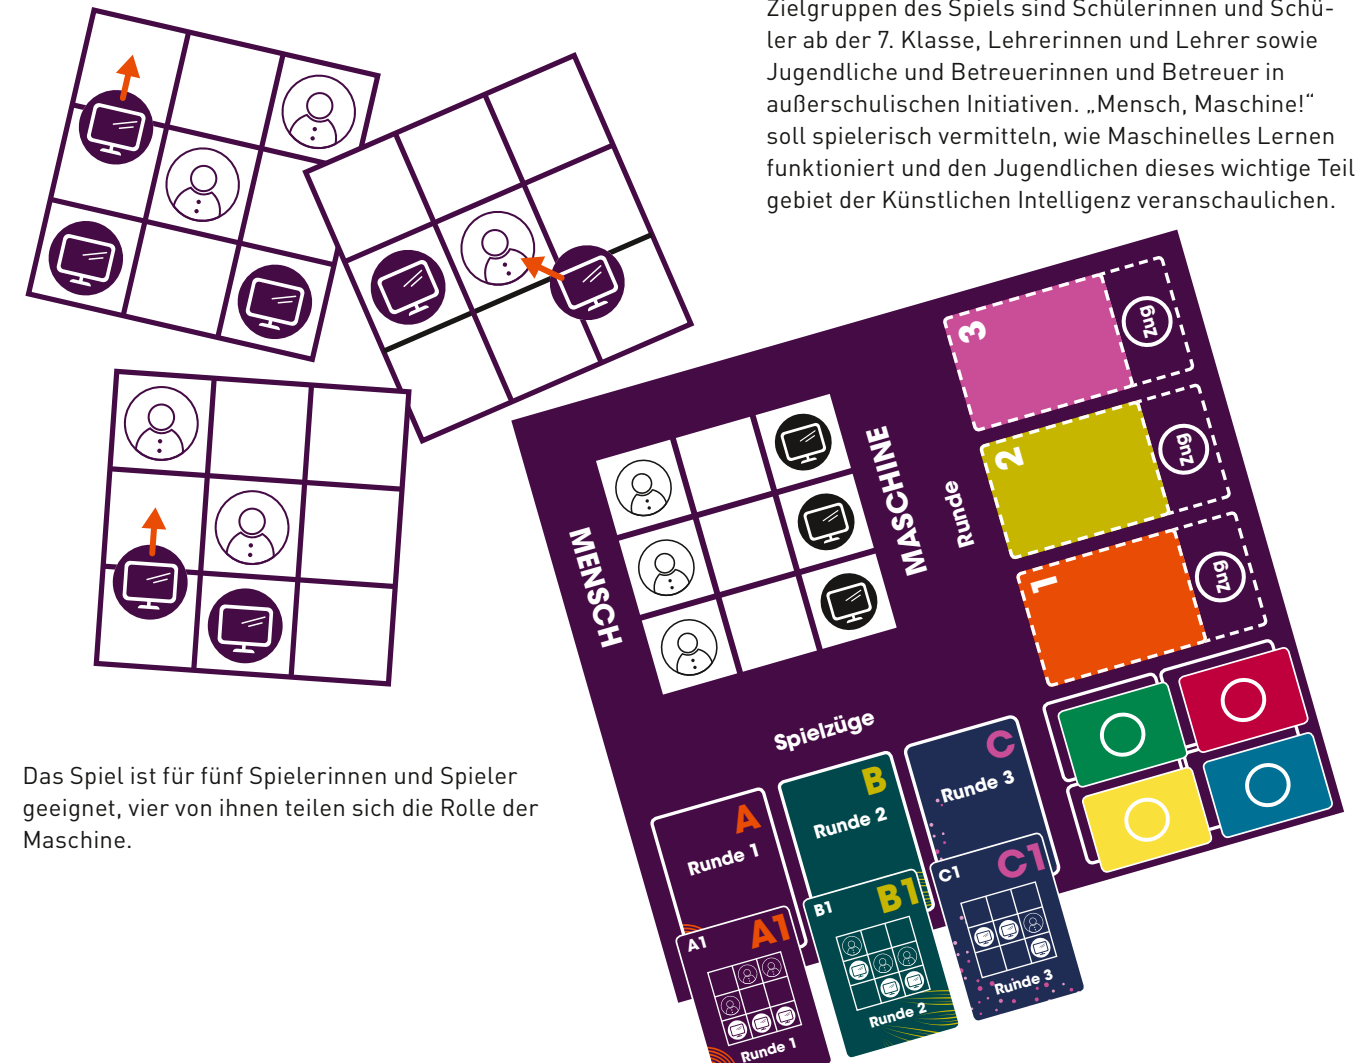 Zielgruppen des Spiels sind Schülerinnen und Schü-
ler ab der 7. Klasse, Lehrerinnen und Lehrer sowie
Jugendliche und Betreuerinnen und Betreuer in
außerschulischen Initiativen. „Mensch, Maschine!“
soll spielerisch vermitteln, wie Maschinelles Lernen
funktioniert und den Jugendlichen dieses wichtige Teil
gebiet der Künstlichen Intelligenz veranschaulichen.
MENSCH
MASCHINE
Runde
3
Zug
2
Zug
1
Zug
Spielzüge
A
Runde 1
B
Runde 2
C
Runde 3
A1
A1
Runde 1
B1
B1
Runde 2
C1
C1
Runde 3
Das Spiel ist für fünf Spielerinnen und Spieler
geeignet, vier von ihnen teilen sich die Rolle der
Maschine.